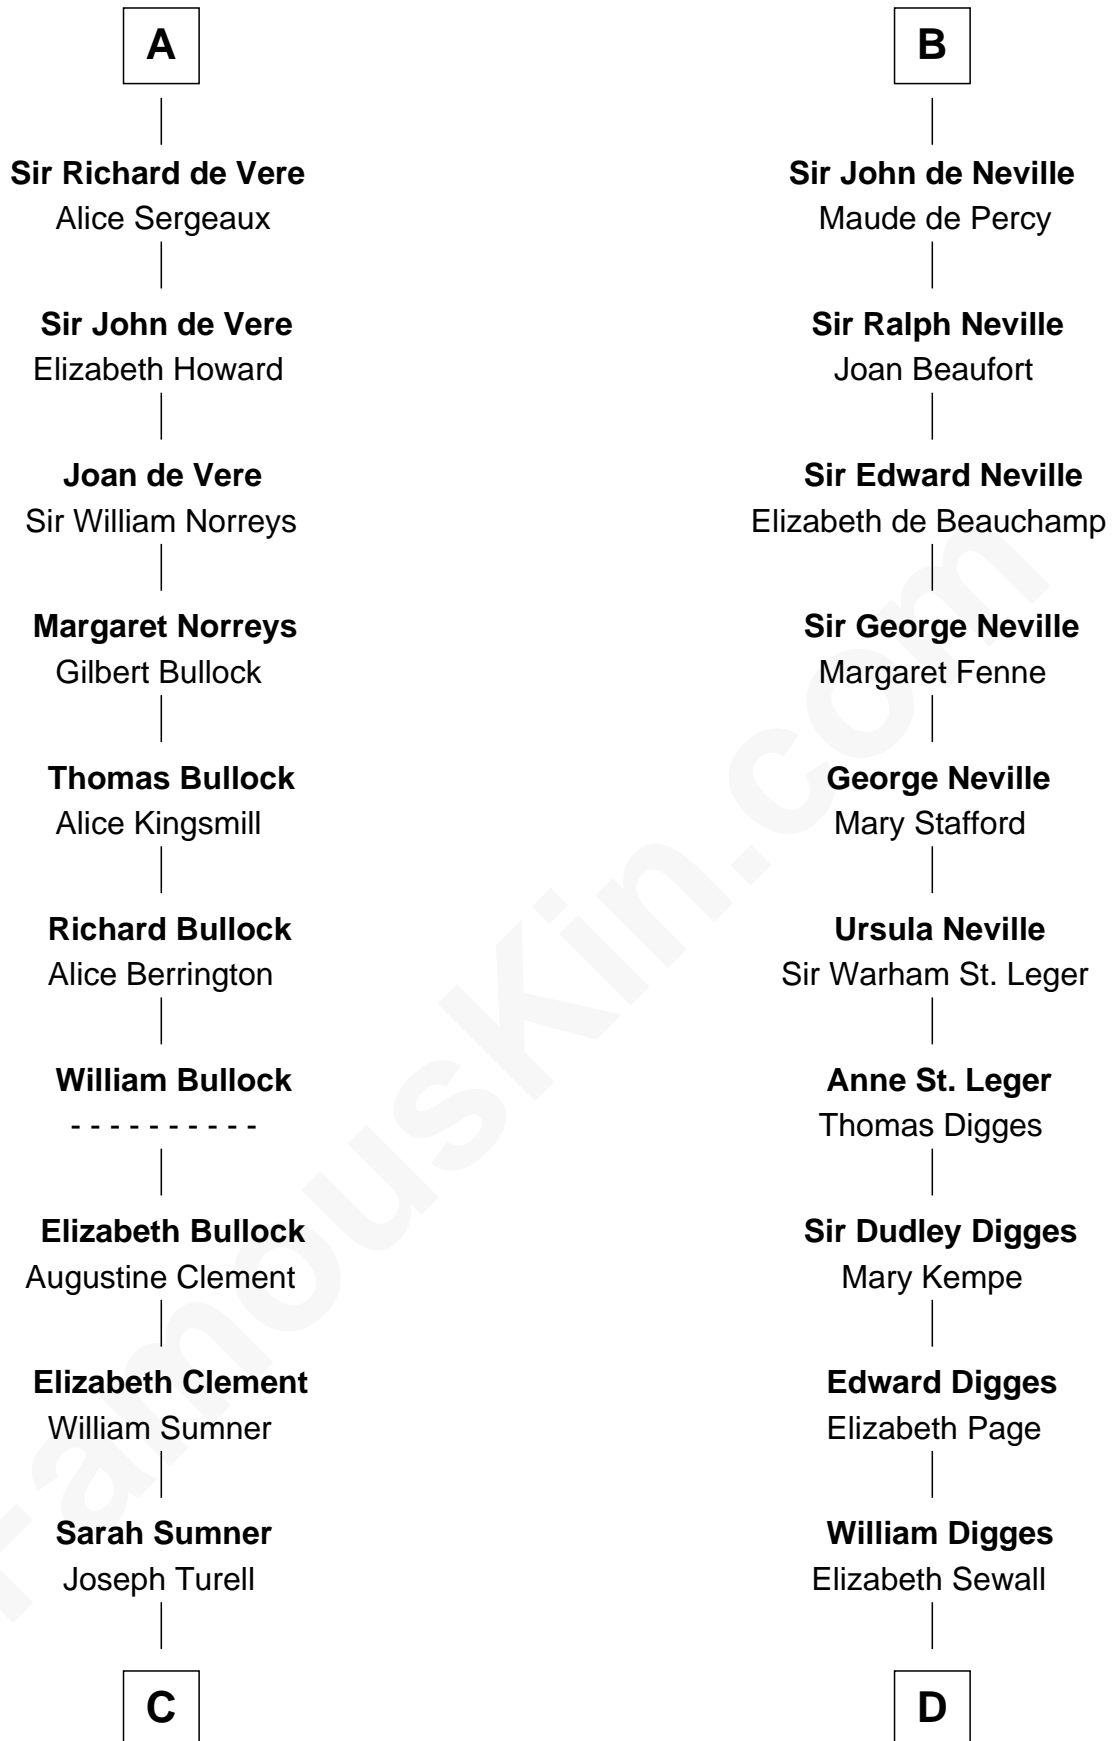 A
Sir Richard de Vere
Alice Sergeaux
Sir John de Vere
Elizabeth Howard
Joan de Vere
Sir William Norreys
Margaret Norreys
Gilbert Bullock
Thomas Bullock
Alice Kingsmill
Richard Bullock
Alice Berrington
William Bullock
- - - - - - - - - -
Elizabeth Bullock
Augustine Clement
Elizabeth Clement
William Sumner
Sarah Sumner
Joseph Turell
C
B
Sir John de Neville
Maude de Percy
Sir Ralph Neville
Joan Beaufort
Sir Edward Neville
Elizabeth de Beauchamp
Sir George Neville
Margaret Fenne
George Neville
Mary Stafford
Ursula Neville
Sir Warham St. Leger
Anne St. Leger
Thomas Digges
Sir Dudley Digges
Mary Kempe
Edward Digges
Elizabeth Page
William Digges
Elizabeth Sewall
D
FamousKin.com